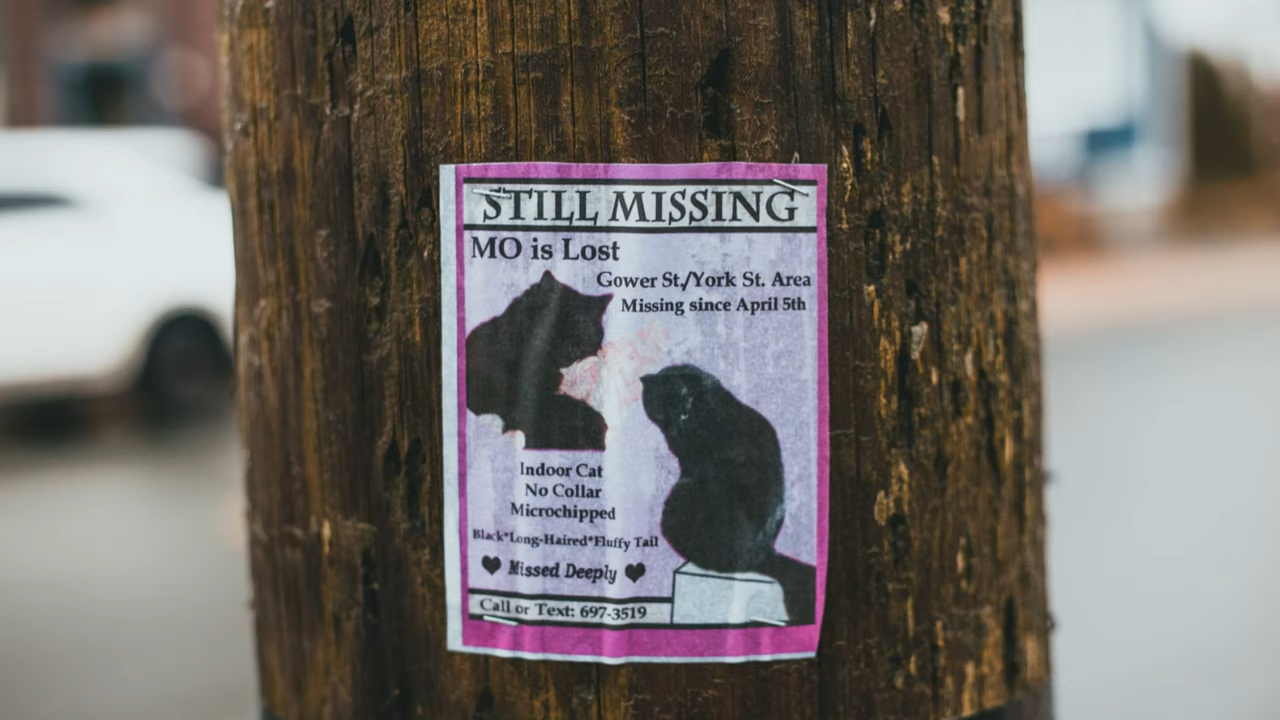 STILL MISSING
MO is Lost
Gower St./York St. Area
Missing since April 5th
Indoor Cat
No Collar
Microchipped
Black*Long-Haired*Fluffy Tail
♥ Missed Deeply ♥
Call or Text: 697-3519